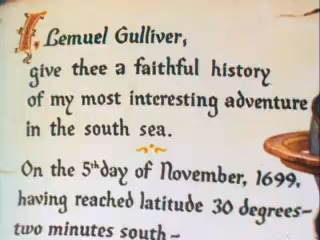 I, Lemuel Gulliver,
give thee a faithful history
of my most interesting adventure
in the south sea.
On the 5th day of November, 1699,
having reached latitude 30 degrees—
two minutes south—